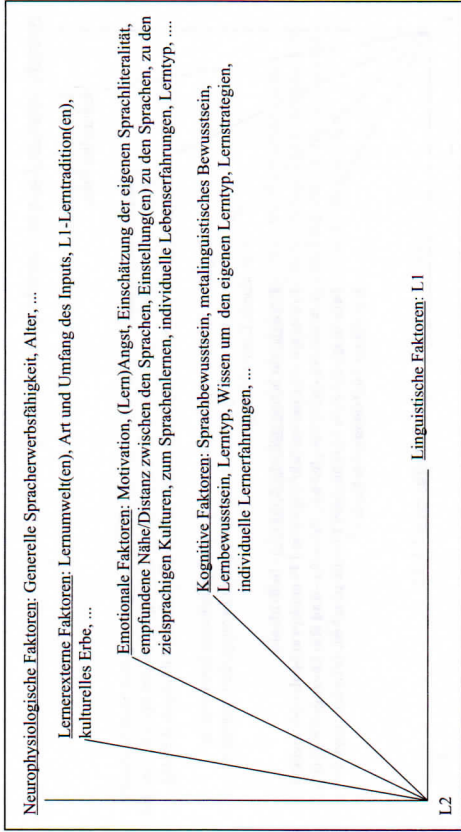 Neurophysiologische Faktoren: Generelle Spracherwerbsfähigkeit, Alter, ...
Lernerexterne Faktoren: Lernumwelt(en), Art und Umfang des Inputs, L1-Lerntradition(en),
kulturelles Erbe, ...
Emotionale Faktoren: Motivation, (Lern)Angst, Einschätzung der eigenen Sprachliteralität,
empfundene Nähe/Distanz zwischen den Sprachen, Einstellung(en) zu den Sprachen, zu den
zielsprachigen Kulturen, zum Sprachenlernen, individuelle Lebenserfahrungen, Lerntyp, ....
Kognitive Faktoren: Sprachbewusstsein, metalinguistisches Bewusstsein,
Lernbewusstsein, Lerntyp, Wissen um den eigenen Lerntyp, Lernstrategien,
individuelle Lernerfahrungen, ...
Linguistische Faktoren: L1
L2